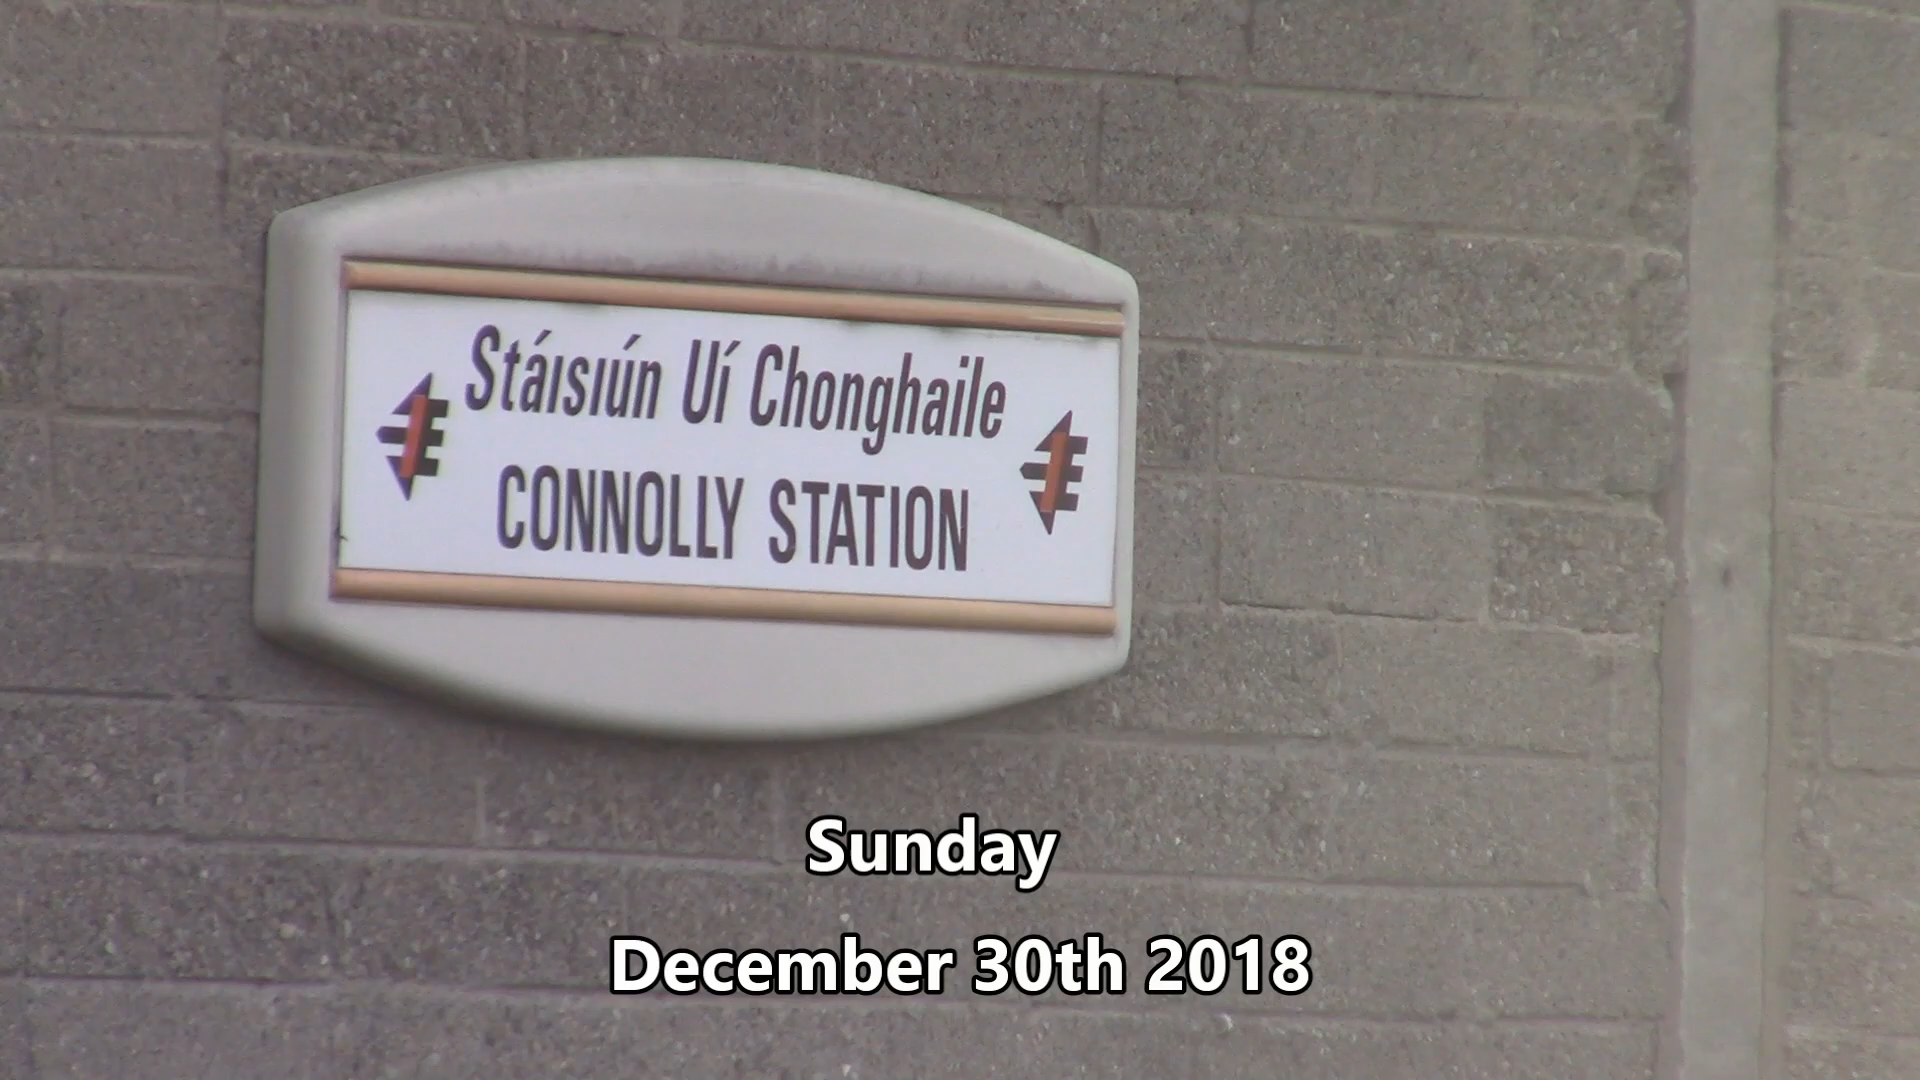 Stáisiún Uí Chonghaile
CONNOLLY STATION
Sunday
December 30th 2018